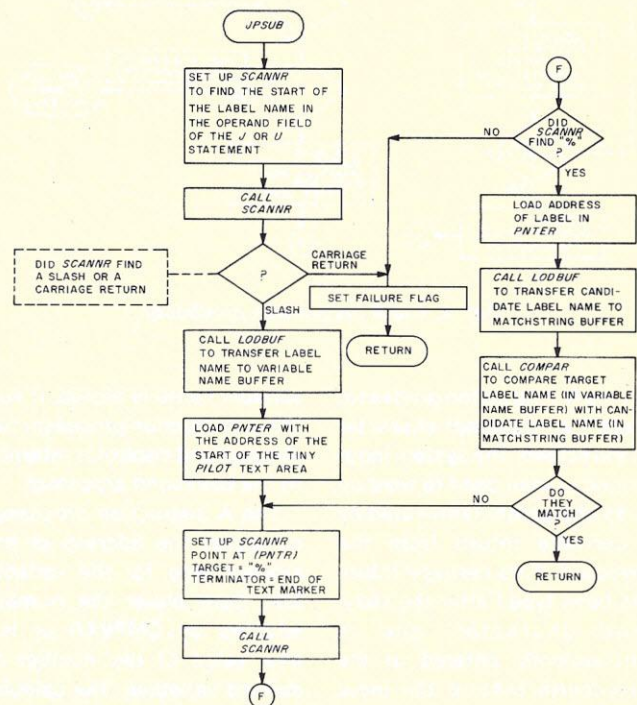 JPSUB
SET UP SCANNR
TO FIND THE START OF
THE LABEL NAME IN
THE OPERAND FIELD
OF THE J OR U
STATEMENT
CALL
SCANNR
DID SCANNR FIND
A SLASH OR A
CARRIAGE RETURN
?
CARRIAGE
RETURN
SLASH
SET FAILURE FLAG
RETURN
CALL LODBUF
TO TRANSFER LABEL
NAME TO VARIABLE
NAME BUFFER
LOAD PNTER WITH
THE ADDRESS OF THE
START OF THE TINY
PILOT TEXT AREA
SET UP SCANNR
POINT AT (PNTR)
TARGET = "%"
TERMINATOR = END OF
TEXT MARKER
CALL
SCANNR
F
F
DID
SCANNR
FIND "%"
?
NO
YES
LOAD ADDRESS
OF LABEL IN
PNTER
CALL LODBUF
TO TRANSFER CANDI-
DATE LABEL NAME TO
MATCHSTRING BUFFER
CALL COMPAR
TO COMPARE TARGET
LABEL NAME (IN VARIABLE
NAME BUFFER) WITH CAN-
DIDATE LABEL NAME (IN
MATCHSTRING BUFFER)
DO
THEY
MATCH
?
NO
YES
RETURN